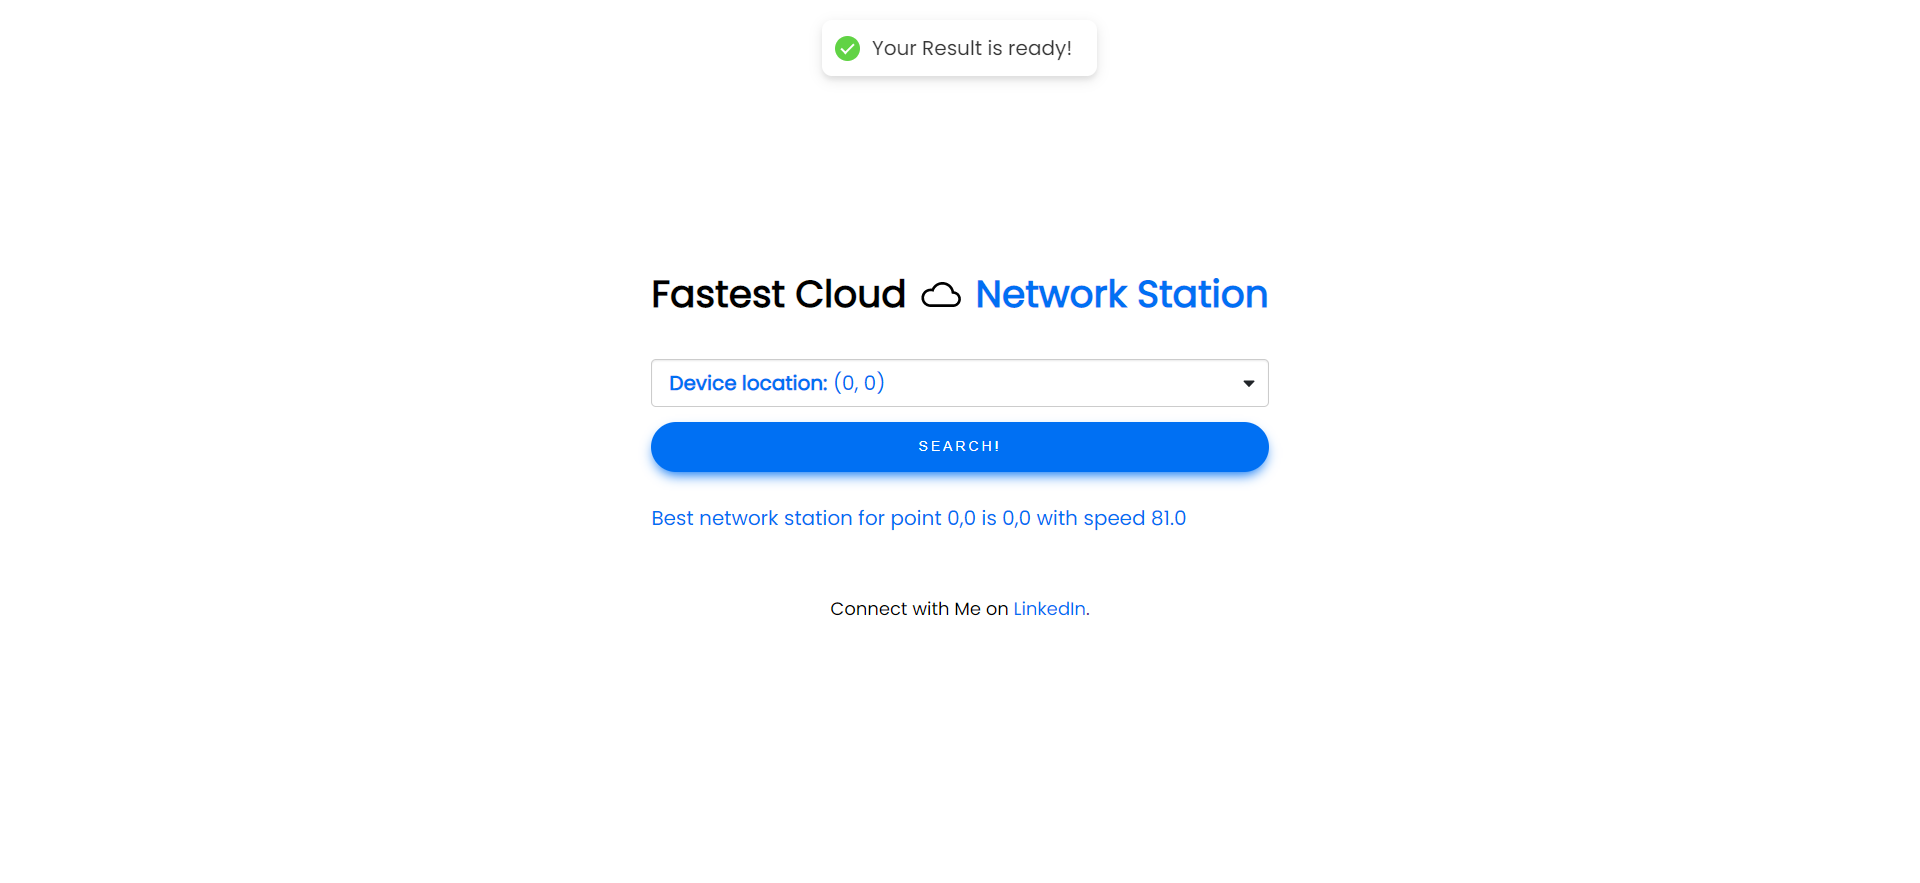 Your Result is ready!
Fastest Cloud Network Station
Device location: (0, 0)
SEARCH!
Best network station for point 0,0 is 0,0 with speed 81.0
Connect with Me on LinkedIn.